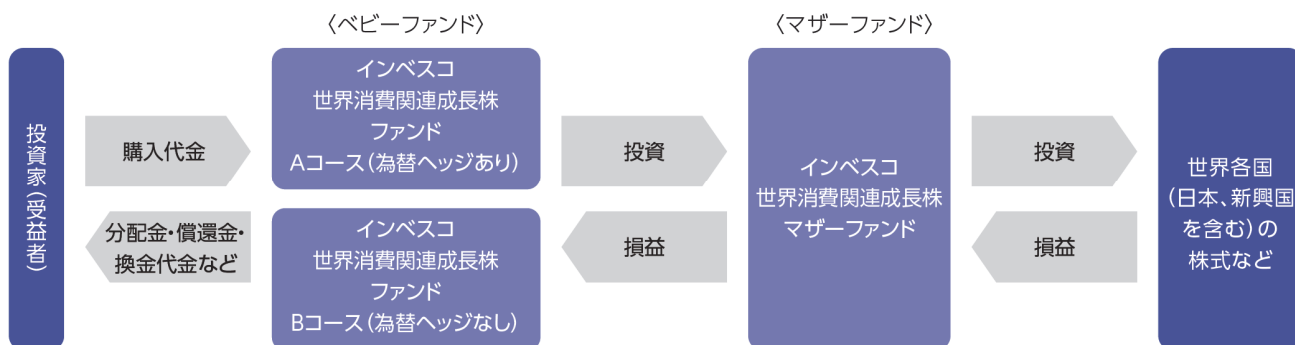 〈ベビーファンド〉
〈マザーファンド〉
投資家(受益者)
購入代金
分配金・償還金・
換金代金など
インベスコ
世界消費関連成長株
ファンド
Aコース(為替ヘッジあり)
インベスコ
世界消費関連成長株
ファンド
Bコース(為替ヘッジなし)
投資
損益
インベスコ
世界消費関連成長株
マザーファンド
投資
損益
世界各国
(日本、新興国
を含む)の
株式など